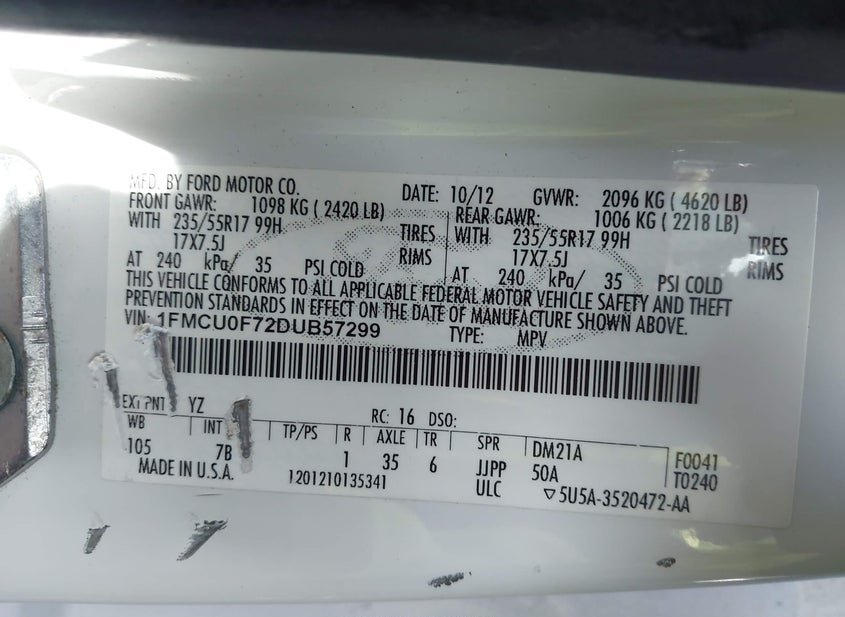 MFD. BY FORD MOTOR CO. DATE: 10/12 GVWR: 2096 KG ( 4620 LB)
FRONT GAWR: 1098 KG ( 2420 LB) REAR GAWR: 1006 KG ( 2218 LB)
WITH 235/55R17 99H TIRES WITH 235/55R17 99H TIRES
17X7.5J RIMS 17X7.5J RIMS
AT 240 kPa/ 35 PSI COLD AT 240 kPa/ 35 PSI COLD
THIS VEHICLE CONFORMS TO ALL APPLICABLE FEDERAL MOTOR VEHICLE SAFETY AND THEFT
PREVENTION STANDARDS IN EFFECT ON THE DATE OF MANUFACTURE SHOWN ABOVE.
VIN: 1FMCU0F72DUB57299 TYPE: MPV
EXT PNT YZ RC: 16 DSO:
WB INT TP/PS R AXLE TR SPR DM21A F0041
105 7B 1 35 6 JJPP 50A T0240
MADE IN U.S.A. 1201210135341 ULC ▽5U5A-3520472-AA